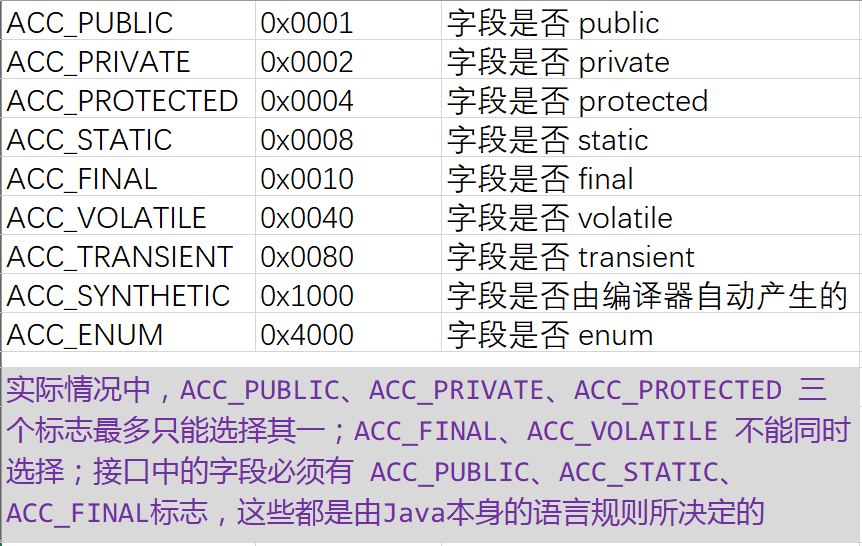 ACC_PUBLIC 0x0001 字段是否 public
ACC_PRIVATE 0x0002 字段是否 private
ACC_PROTECTED 0x0004 字段是否 protected
ACC_STATIC 0x0008 字段是否 static
ACC_FINAL 0x0010 字段是否 final
ACC_VOLATILE 0x0040 字段是否 volatile
ACC_TRANSIENT 0x0080 字段是否 transient
ACC_SYNTHETIC 0x1000 字段是否由编译器自动产生的
ACC_ENUM 0x4000 字段是否 enum
实际情况中，ACC_PUBLIC、ACC_PRIVATE、ACC_PROTECTED 三
个标志最多只能选择其一；ACC_FINAL、ACC_VOLATILE 不能同时
选择；接口中的字段必须有 ACC_PUBLIC、ACC_STATIC、
ACC_FINAL标志，这些都是由Java本身的语言规则所决定的